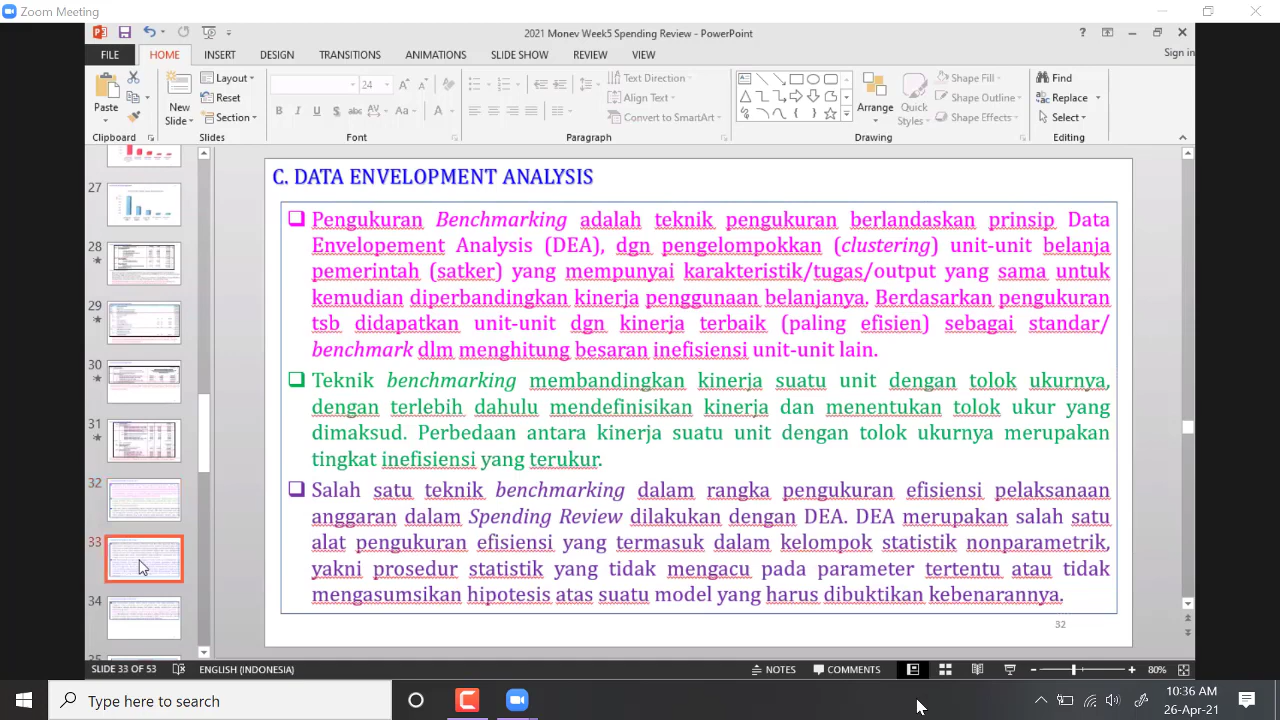 Zoom Meeting
2021 Monev Week5 Spending Review - PowerPoint
Sign in
FILE HOME INSERT DESIGN TRANSITIONS ANIMATIONS SLIDE SHOW REVIEW VIEW
Paste
New
Slide
Layout
Reset
Section
24
B I U S abc AV Aa A
Text Direction
Align Text
Convert to SmartArt
Arrange
Quick
Styles
Shape Fill
Shape Outline
Shape Effects
Find
Replace
Select
Clipboard Slides Font Paragraph Drawing Editing
27
28
29
30
31
32
33
34
35
C. DATA ENVELOPMENT ANALYSIS
Pengukuran Benchmarking adalah teknik pengukuran berlandaskan prinsip Data
Envelopement Analysis (DEA), dgn pengelompokkan (clustering) unit-unit belanja
pemerintah (satker) yang mempunyai karakteristik/tugas/output yang sama untuk
kemudian diperbandingkan kinerja penggunaan belanjanya. Berdasarkan pengukuran
tsb didapatkan unit-unit dgn kinerja terbaik (paling efisien) sebagai standar/
benchmark dlm menghitung besaran inefisiensi unit-unit lain.
Teknik benchmarking membandingkan kinerja suatu unit dengan tolok ukurnya,
dengan terlebih dahulu mendefinisikan kinerja dan menentukan tolok ukur yang
dimaksud. Perbedaan antara kinerja suatu unit dengan tolok ukurnya merupakan
tingkat inefisiensi yang terukur.
Salah satu teknik benchmarking dalam rangka pengukuran efisiensi pelaksanaan
anggaran dalam Spending Review dilakukan dengan DEA. DEA merupakan salah satu
alat pengukuran efisiensi yang termasuk dalam kelompok statistik nonparametrik,
yakni prosedur statistik yang tidak mengacu pada parameter tertentu atau tidak
mengasumsikan hipotesis atas suatu model yang harus dibuktikan kebenarannya.
32
SLIDE 33 OF 53 ENGLISH (INDONESIA) NOTES COMMENTS 80%
Type here to search
10:36 AM
26-Apr-21